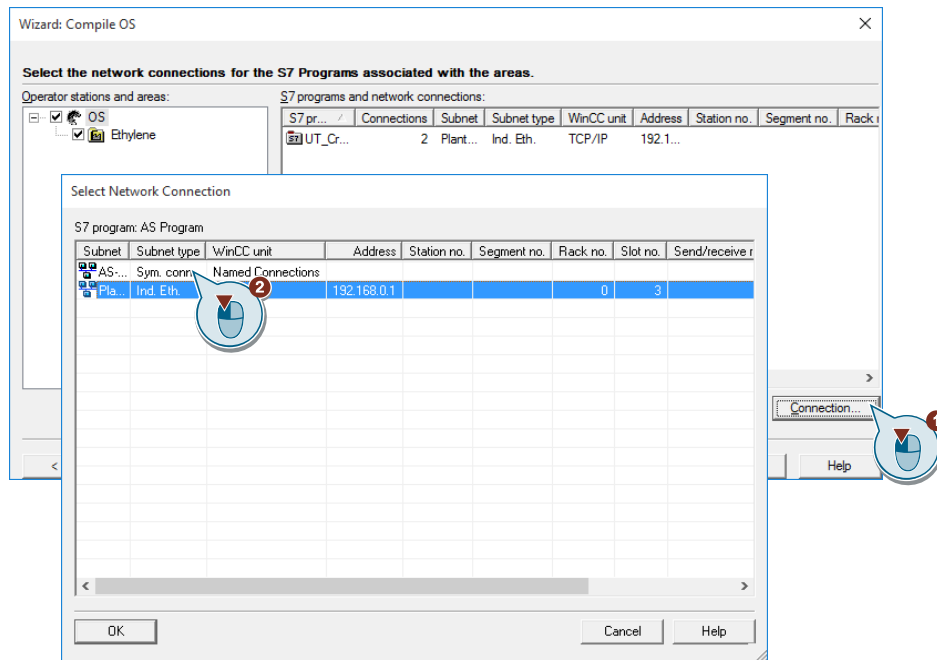 Wizard: Compile OS
Select the network connections for the S7 Programs associated with the areas.
Operator stations and areas:
S7 programs and network connections:
OS
Ethylene
S7 pr... Connections Subnet Subnet type WinCC unit Address Station no. Segment no. Rack
UT_Cr... 2 Plant... Ind. Eth. TCP/IP 192.1...
Select Network Connection
S7 program: AS Program
Subnet Subnet type WinCC unit Address Station no. Segment no. Rack no. Slot no. Send/receive r
AS-... Sym. conn Named Connections
Pla... Ind. Eth. 192.168.0.1 0 3
2
Connection...
1
< Help
OK Cancel Help